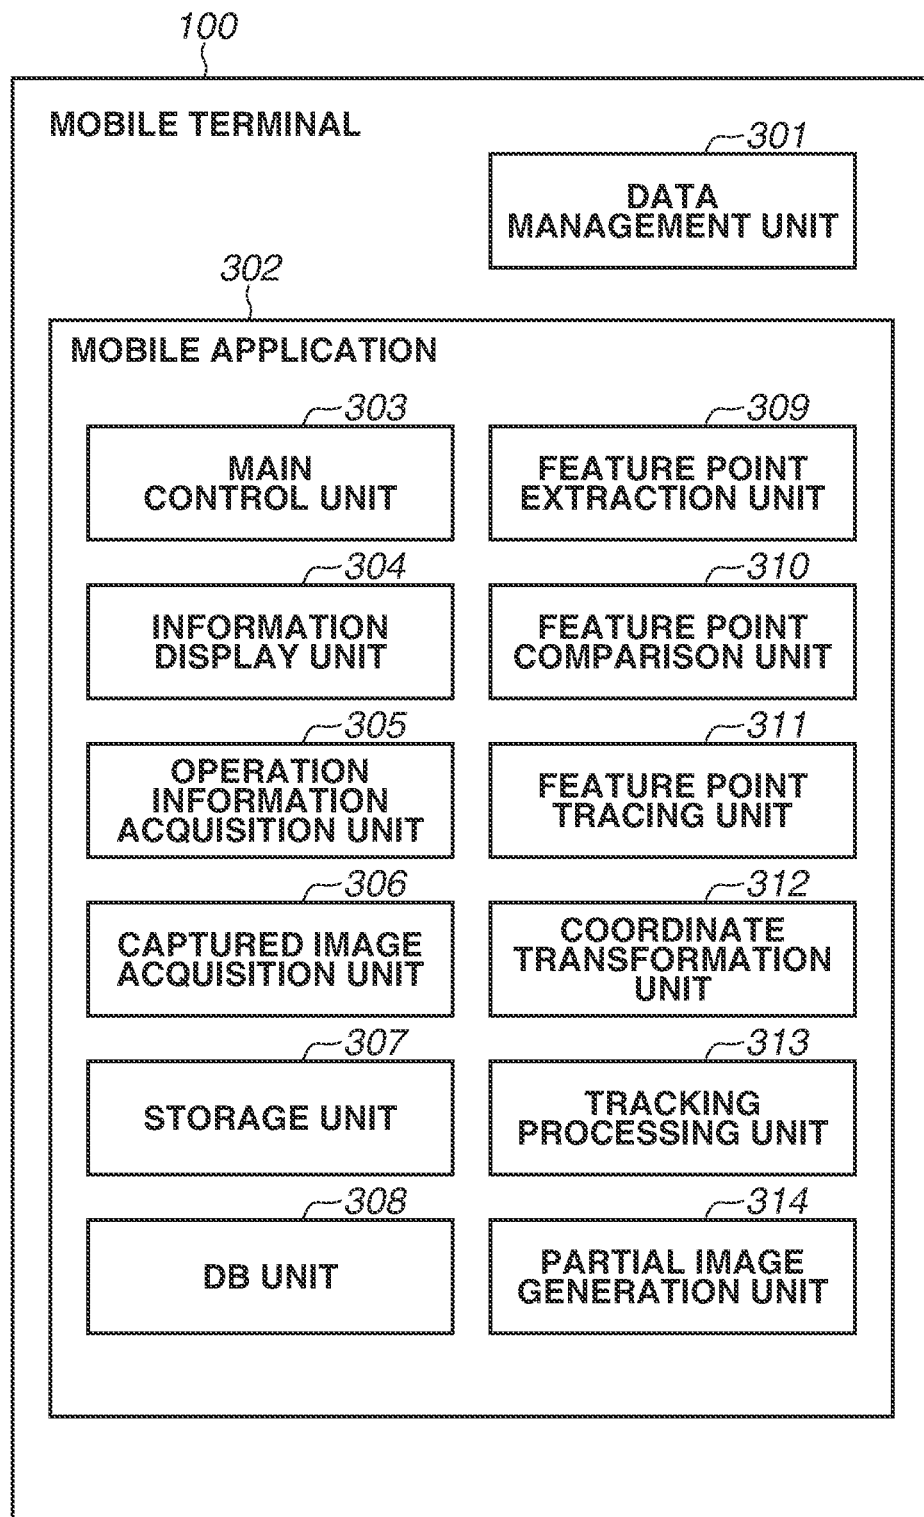 100
MOBILE TERMINAL
301
DATA
MANAGEMENT UNIT
302
MOBILE APPLICATION
303
MAIN
CONTROL UNIT
309
FEATURE POINT
EXTRACTION UNIT
304
INFORMATION
DISPLAY UNIT
310
FEATURE POINT
COMPARISON UNIT
305
OPERATION
INFORMATION
ACQUISITION UNIT
311
FEATURE POINT
TRACING UNIT
306
CAPTURED IMAGE
ACQUISITION UNIT
312
COORDINATE
TRANSFORMATION
UNIT
307
STORAGE UNIT
313
TRACKING
PROCESSING UNIT
308
DB UNIT
314
PARTIAL IMAGE
GENERATION UNIT